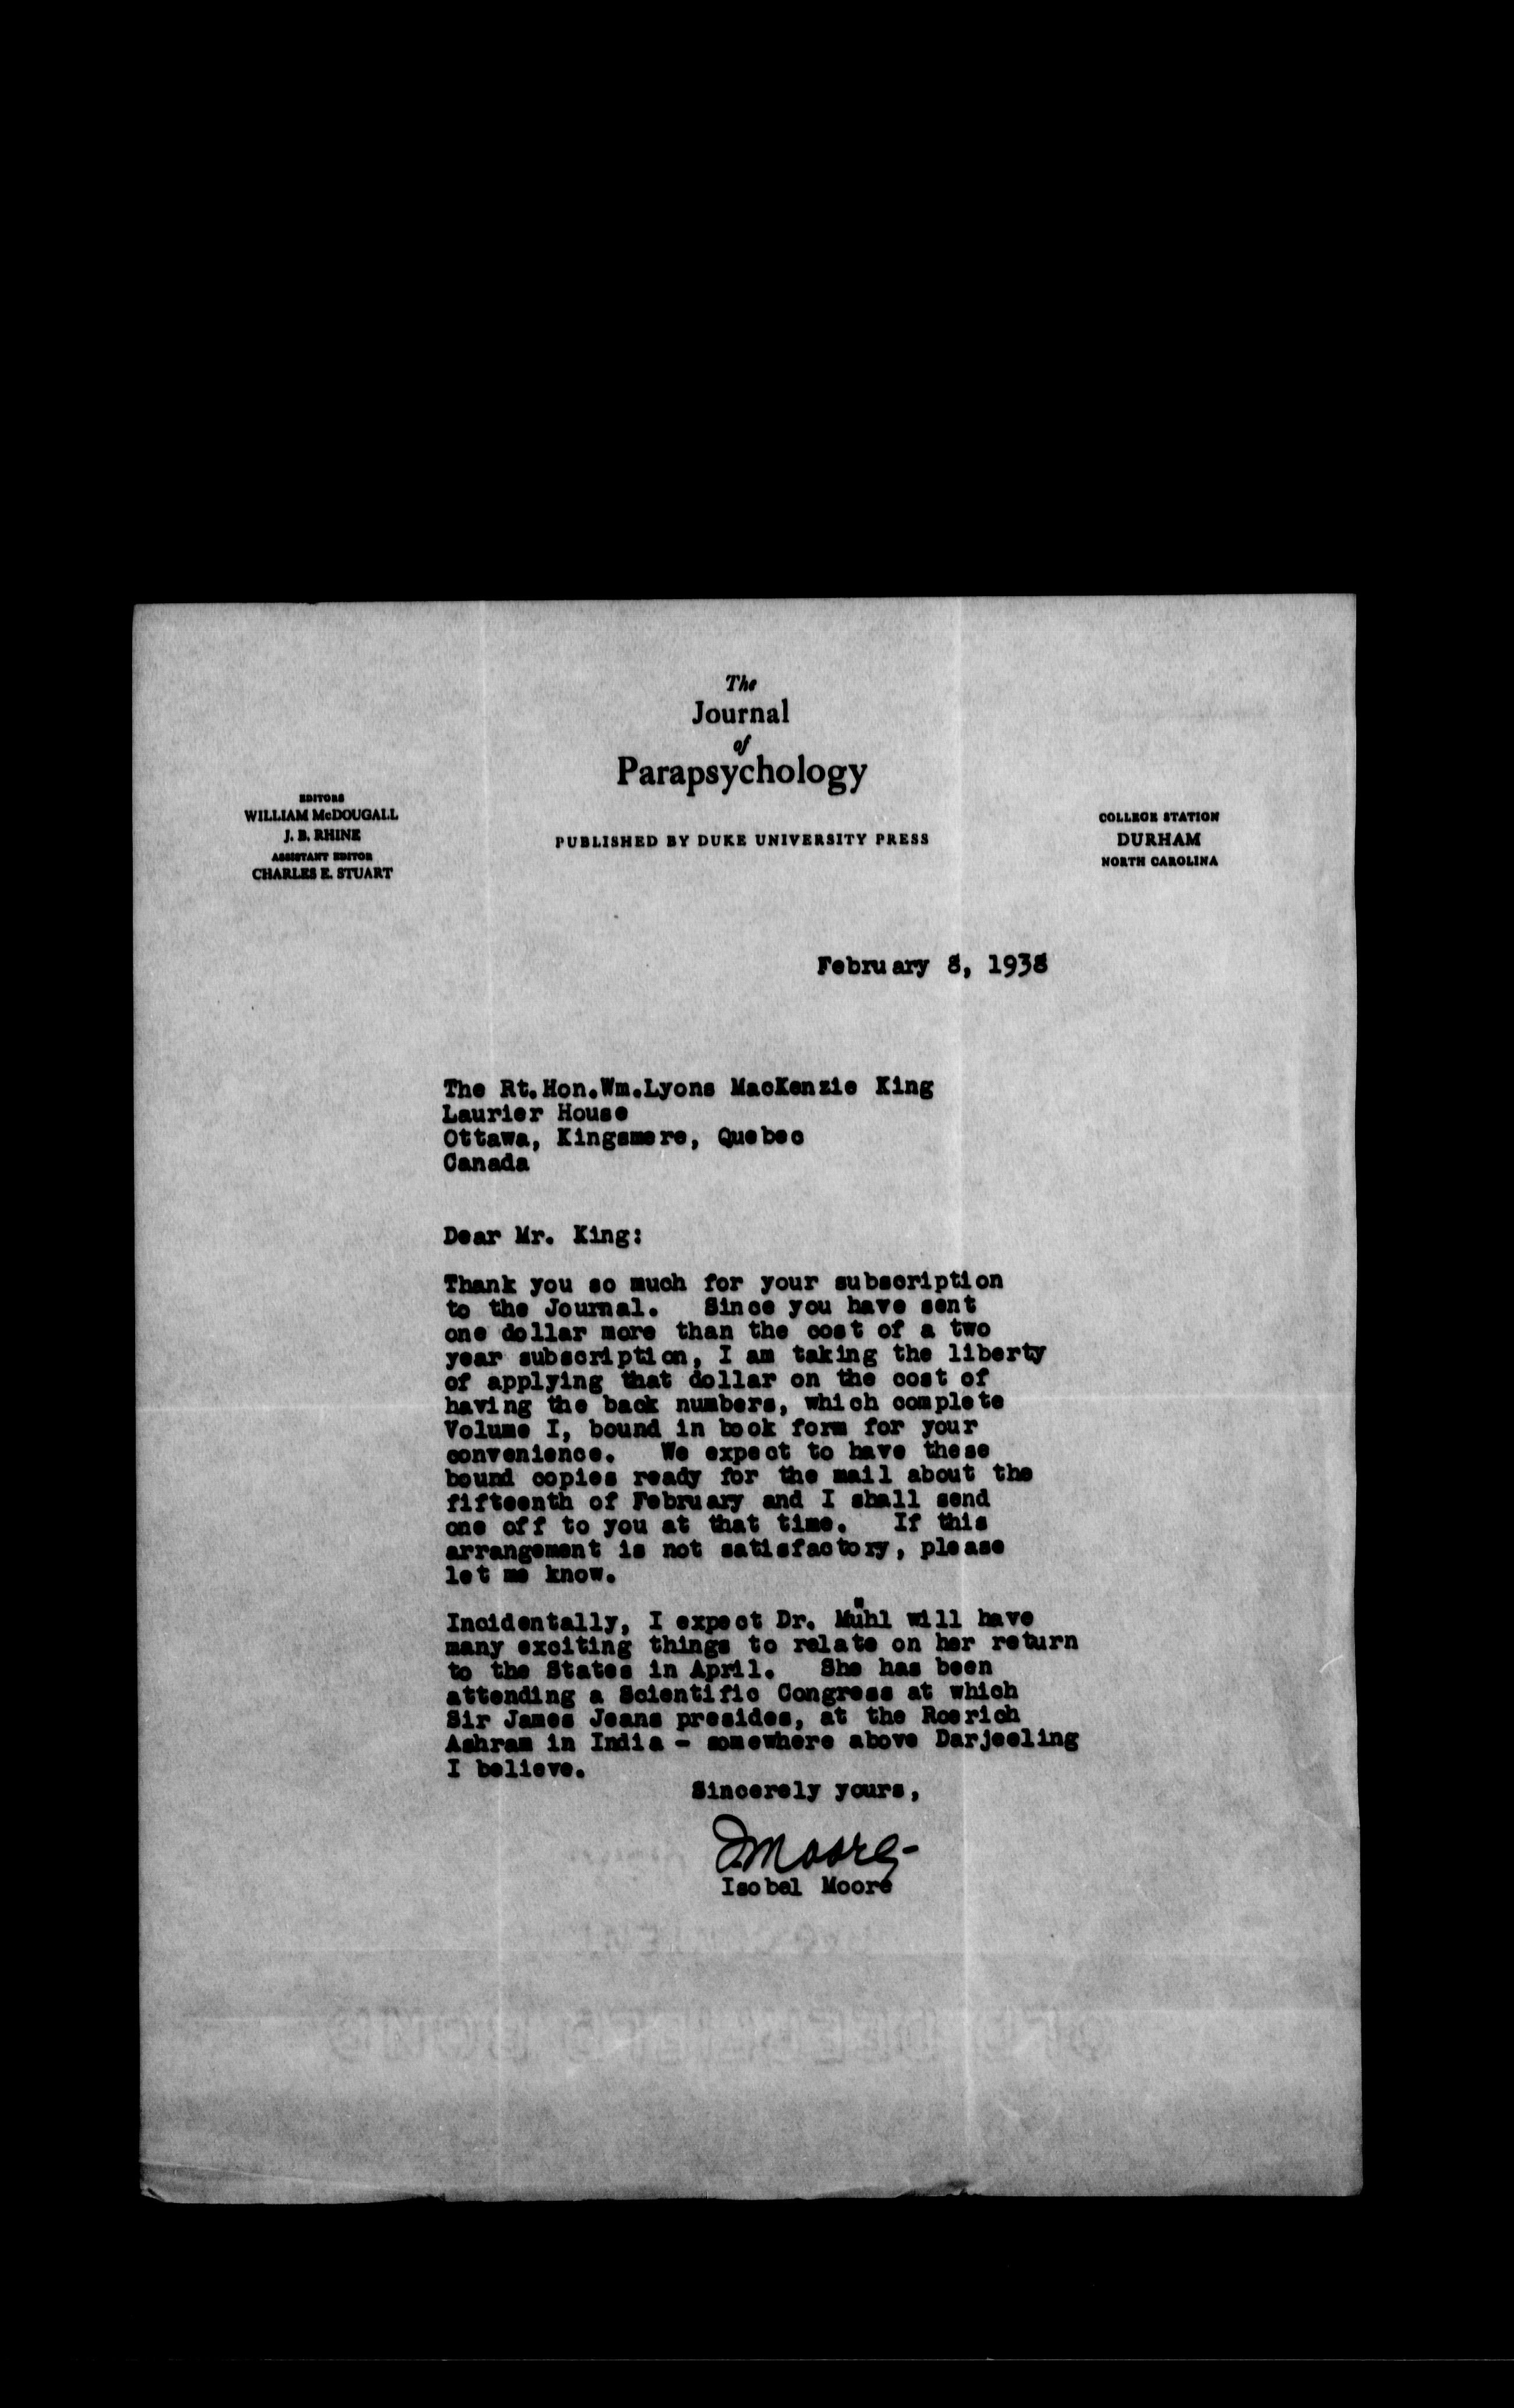 The
Journal
of
Parapsychology
PUBLISHED BY DUKE UNIVERSITY PRESS
EDITORS
WILLIAM McDOUGALL
J. B. RHINE
ASSISTANT EDITOR
CHARLES E. STUART
COLLEGE STATION
DURHAM
NORTH CAROLINA
February 8, 1938
The Rt.Hon.Wm.Lyons MacKenzie King
Laurier House
Ottawa, Kingsmere, Quebec
Canada
Dear Mr. King:
Thank you so much for your subscription
to the Journal. Since you have sent
one dollar more than the cost of a two
year subscription, I am taking the liberty
of applying that dollar on the cost of
having the back numbers, which complete
Volume I, bound in book form for your
convenience. We expect to have these
bound copies ready for the mail about the
fifteenth of February and I shall send
one off to you at that time. If this
arrangement is not satisfactory, please
let me know.
Incidentally, I expect Dr. Mühl will have
many exciting things to relate on her return
to the States in April. She has been
attending a Scientific Congress at which
Sir James Jeans presides, at the Roerich
Ashram in India - somewhere above Darjeeling
I believe.
Sincerely yours,
I Moore
Isobel Moore